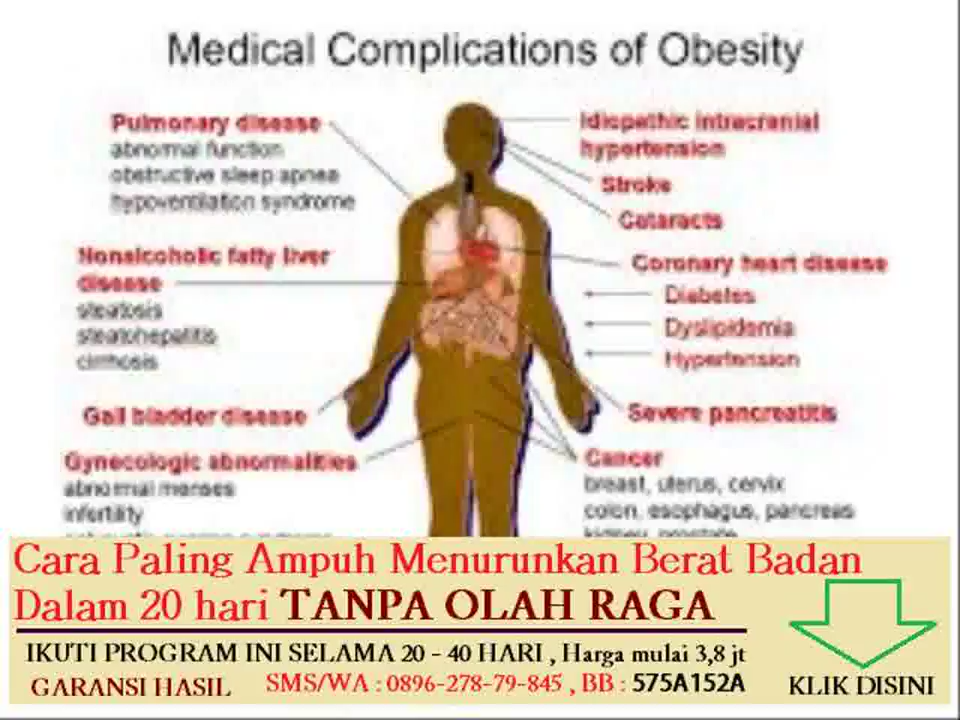 Medical Complications of Obesity
Pulmonary disease
abnormal function
obstructive sleep apnea
hypoventilation syndrome
Nonalcoholic fatty liver
disease
steatosis
steatohepatitis
cirrhosis
Gall bladder disease
Gynecologic abnormalities
abnormal menses
infertility
Idiopathic intracranial
hypertension
Stroke
Cataracts
Coronary heart disease
Diabetes
Dyslipidemia
Hypertension
Severe pancreatitis
Cancer
breast, uterus, cervix
colon, esophagus, pancreas
kidney, prostate
Cara Paling Ampuh Menurunkan Berat Badan
Dalam 20 hari TANPA OLAH RAGA
IKUTI PROGRAM INI SELAMA 20 - 40 HARI , Harga mulai 3,8 jt
GARANSI HASIL SMS/WA : 0896-278-79-845 , BB : 575A152A
KLIK DISINI